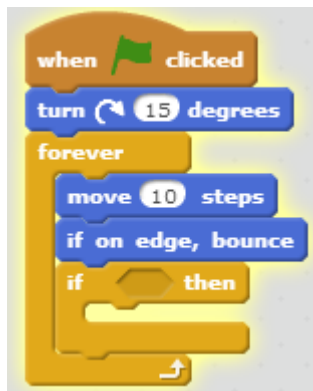 when clicked
turn 15 degrees
forever
move 10 steps
if on edge, bounce
if then